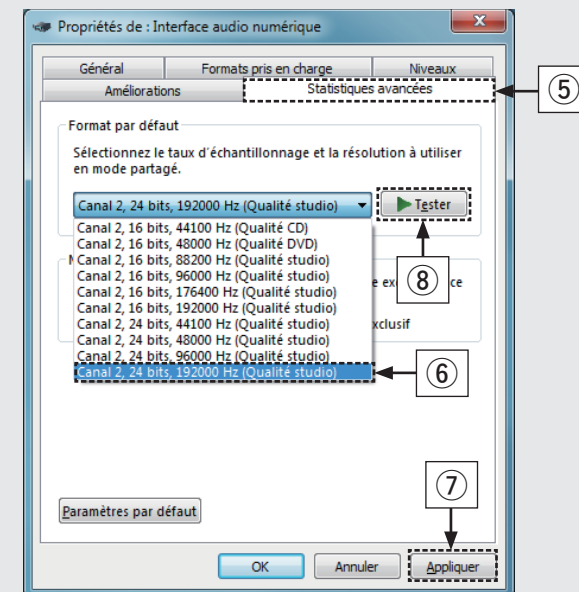 Propriétés de : Interface audio numérique
x
Général Formats pris en charge Niveaux
Améliorations Statistiques avancées
⑤
Format par défaut
Sélectionnez le taux d'échantillonnage et la résolution à utiliser
en mode partagé.
Canal 2, 24 bits, 192000 Hz (Qualité studio) Tester
Canal 2, 16 bits, 44100 Hz (Qualité CD)
Canal 2, 16 bits, 48000 Hz (Qualité DVD)
Canal 2, 16 bits, 88200 Hz (Qualité studio)
Canal 2, 16 bits, 96000 Hz (Qualité studio)
Canal 2, 16 bits, 176400 Hz (Qualité studio)
Canal 2, 16 bits, 192000 Hz (Qualité studio)
Canal 2, 24 bits, 44100 Hz (Qualité studio)
Canal 2, 24 bits, 48000 Hz (Qualité studio)
Canal 2, 24 bits, 96000 Hz (Qualité studio)
Canal 2, 24 bits, 192000 Hz (Qualité studio)
⑧
⑥
⑦
Paramètres par défaut
OK Annuler Appliquer